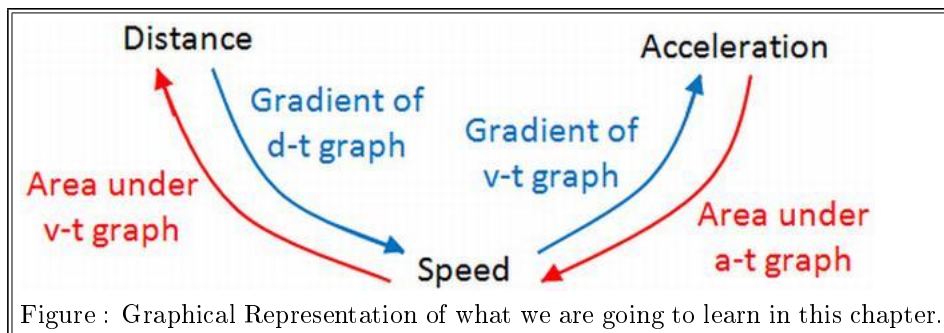 Distance
Acceleration
Gradient of
d-t graph
Gradient of
v-t graph
Area under
v-t graph
Area under
a-t graph
Speed
Figure : Graphical Representation of what we are going to learn in this chapter.